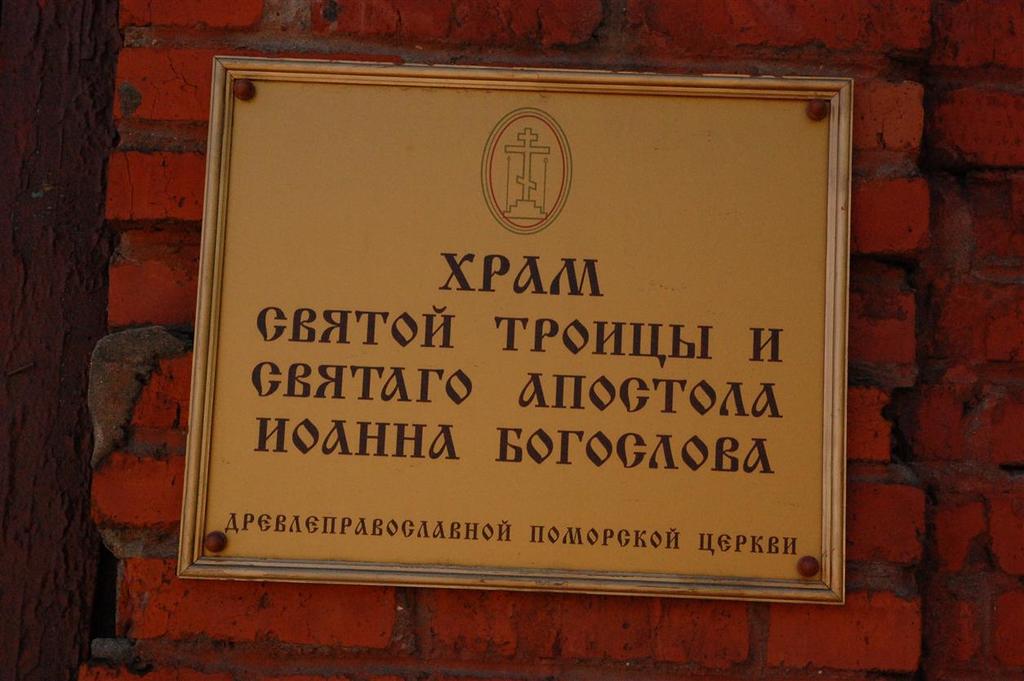 ХРАМ
СВЯТОЙ ТРОИЦЫ И
СВЯТАГО АПОСТОЛА
ИОАННА БОГОСЛОВА
ДРЕВЛЕПРАВОСЛАВНОЙ ПОМОРСКОЙ ЦЕРКВИ